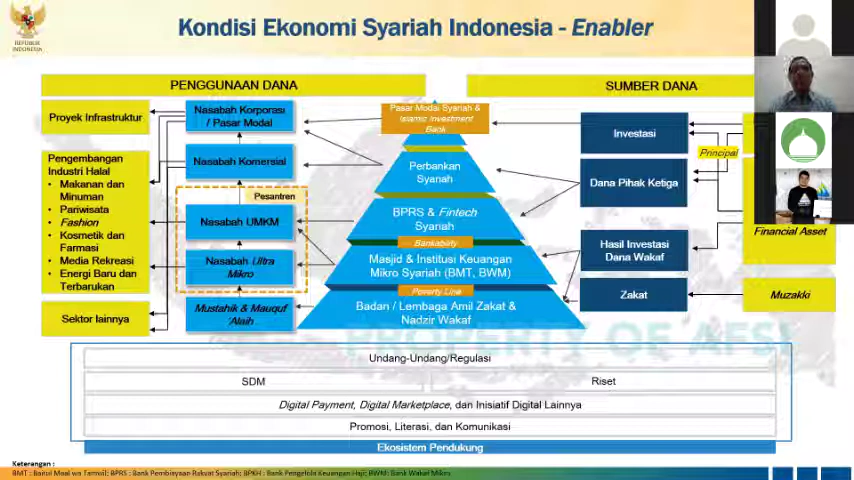 Kondisi Ekonomi Syariah Indonesia - Enabler
REPUBLIK
INDONESIA
PENGGUNAAN DANA
SUMBER DANA
Proyek Infrastruktur
Nasabah Korporasi
/ Pasar Modal
Pasar Modal Syariah &
Islamic Investment
Bank
Investasi
Principal
Pengembangan
Industri Halal
• Makanan dan
Minuman
• Pariwisata
• Fashion
• Kosmetik dan
Farmasi
• Media Rekreasi
• Energi Baru dan
Terbarukan
Nasabah Komersial
Perbankan
Syariah
Dana Pihak Ketiga
Pesantren
Nasabah UMKM
BPRS & Fintech
Syariah
Financial Asset
Bankability
Nasabah Ultra
Mikro
Masjid & Institusi Keuangan
Mikro Syariah (BMT, BWM)
Hasil Investasi
Dana Wakaf
Poverty Line
Zakat
Muzakki
Sektor lainnya
Mustahik & Mauquf
'Alaih
Badan / Lembaga Amil Zakat &
Nadzir Wakaf
PROPERTY OF AFSI
Undang-Undang/Regulasi
SDM
Riset
Digital Payment, Digital Marketplace, dan Inisiatif Digital Lainnya
Promosi, Literasi, dan Komunikasi
Ekosistem Pendukung
Keterangan :
BMT : Baitul Maal wa Tamwil; BPRS : Bank Pembiayaan Rakyat Syariah; BPKH : Bank Pengelola Keuangan Haji; BWM: Bank Wakaf Mikro